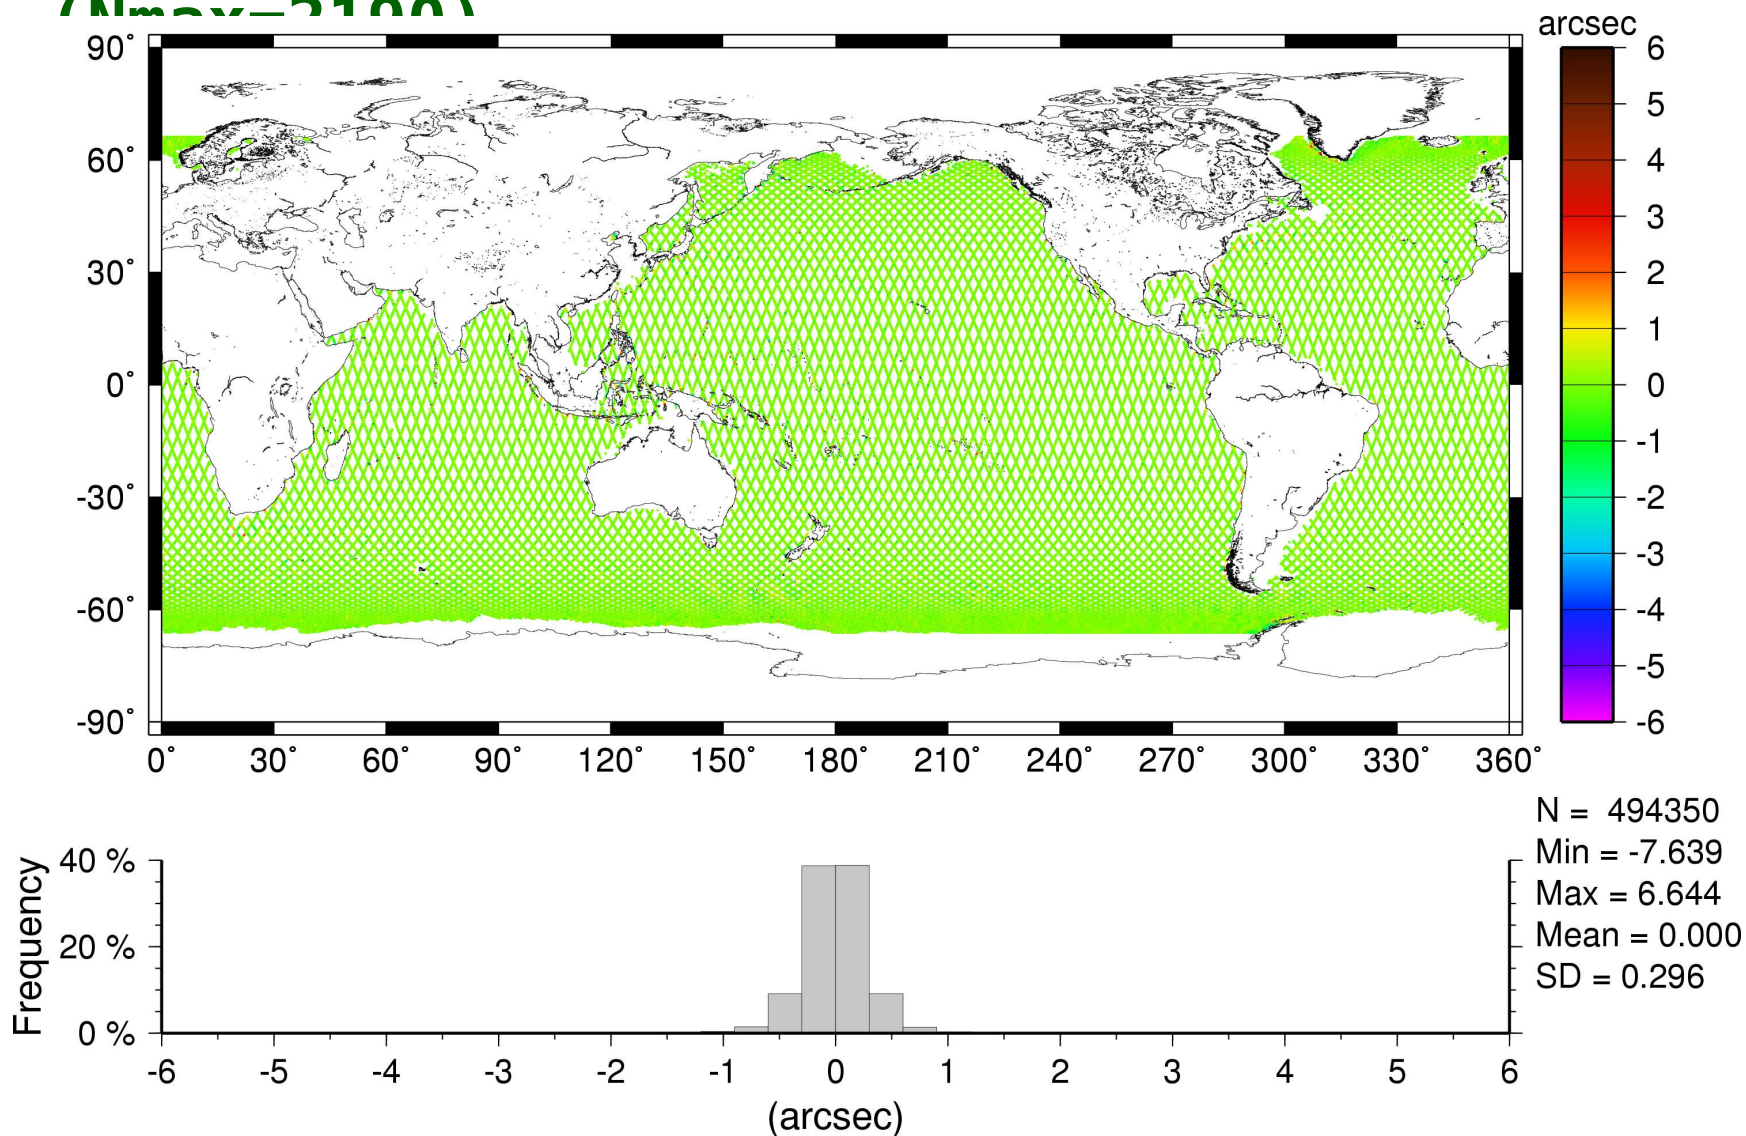 (Nmax=2190)
arcsec
90°
60°
30°
0°
-30°
-60°
-90°
0° 30° 60° 90° 120° 150° 180° 210° 240° 270° 300° 330° 360°
6
5
4
3
2
1
0
-1
-2
-3
-4
-5
-6
N = 494350
Min = -7.639
Max = 6.644
Mean = 0.000
SD = 0.296
Frequency
40 %
20 %
0 %
-6 -5 -4 -3 -2 -1 0 1 2 3 4 5 6
(arcsec)